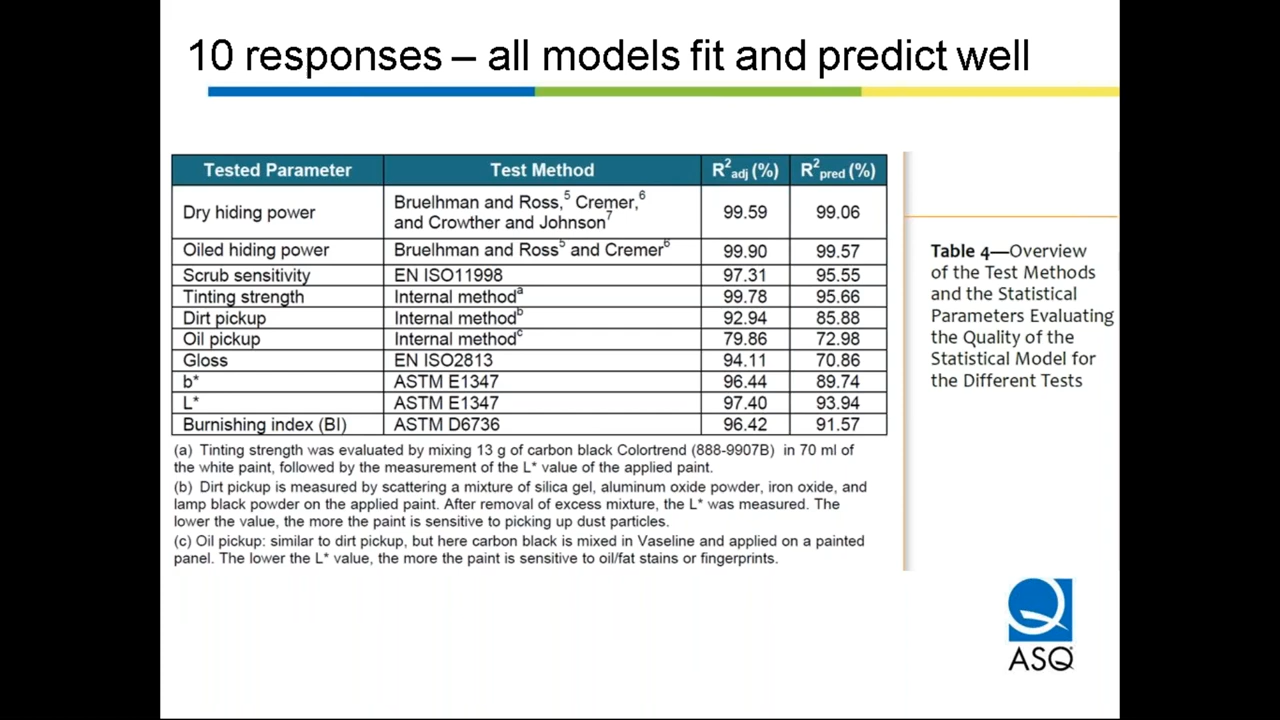 10 responses – all models fit and predict well
Tested Parameter Test Method R²adj (%) R²pred (%)
Dry hiding power Bruelhman and Ross,⁵ Cremer,⁶ and Crowther and Johnson⁷ 99.59 99.06
Oiled hiding power Bruelhman and Ross⁵ and Cremer⁶ 99.90 99.57
Scrub sensitivity EN ISO11998 97.31 95.55
Tinting strength Internal methodᵃ 99.78 95.66
Dirt pickup Internal methodᵇ 92.94 85.88
Oil pickup Internal methodᶜ 79.86 72.98
Gloss EN ISO2813 94.11 70.86
b* ASTM E1347 96.44 89.74
L* ASTM E1347 97.40 93.94
Burnishing index (BI) ASTM D6736 96.42 91.57
(a) Tinting strength was evaluated by mixing 13 g of carbon black Colortrend (888-9907B) in 70 ml of
the white paint, followed by the measurement of the L* value of the applied paint.
(b) Dirt pickup is measured by scattering a mixture of silica gel, aluminum oxide powder, iron oxide, and
lamp black powder on the applied paint. After removal of excess mixture, the L* was measured. The
lower the value, the more the paint is sensitive to picking up dust particles.
(c) Oil pickup: similar to dirt pickup, but here carbon black is mixed in Vaseline and applied on a painted
panel. The lower the L* value, the more the paint is sensitive to oil/fat stains or fingerprints.
Table 4—Overview
of the Test Methods
and the Statistical
Parameters Evaluating
the Quality of the
Statistical Model for
the Different Tests
ASQ